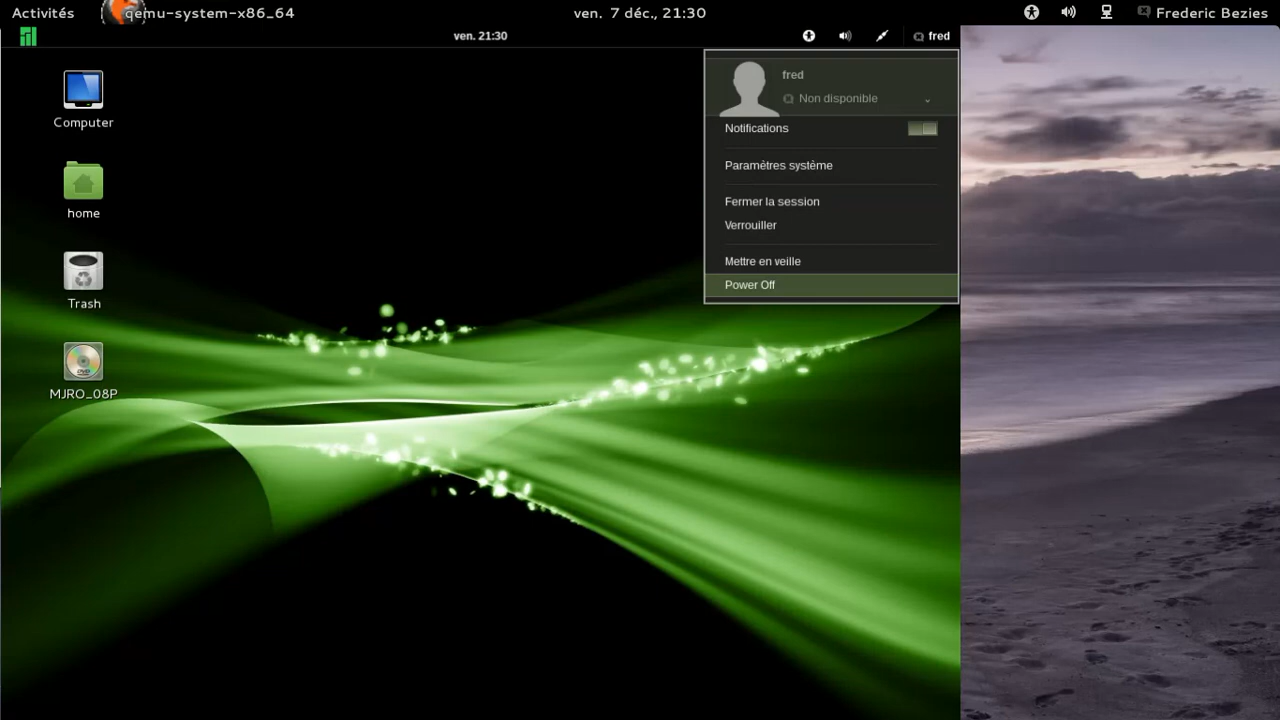 Activités
qemu-system-x86_64
ven. 7 déc., 21:30
Frederic Bezies
ven. 21:30
fred
Computer
home
Trash
MJRO_08P
fred
Non disponible
Notifications
Paramètres système
Fermer la session
Verrouiller
Mettre en veille
Power Off